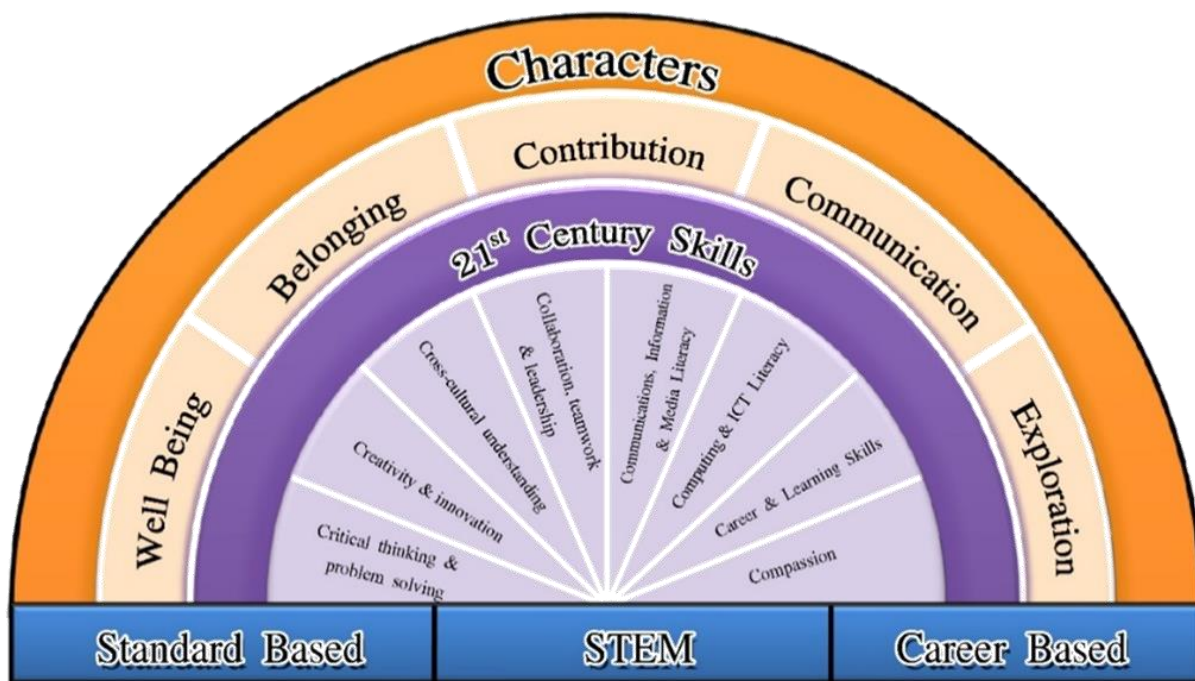 Characters
Well Being
Belonging
Contribution
Communication
Exploration
21st Century Skills
Critical thinking &
problem solving
Creativity & innovation
Cross-cultural understanding
Collaboration, teamwork
& leadership
Communications, Information
& Media Literacy
Computing & ICT Literacy
Career & Learning Skills
Compassion
Standard Based
STEM
Career Based